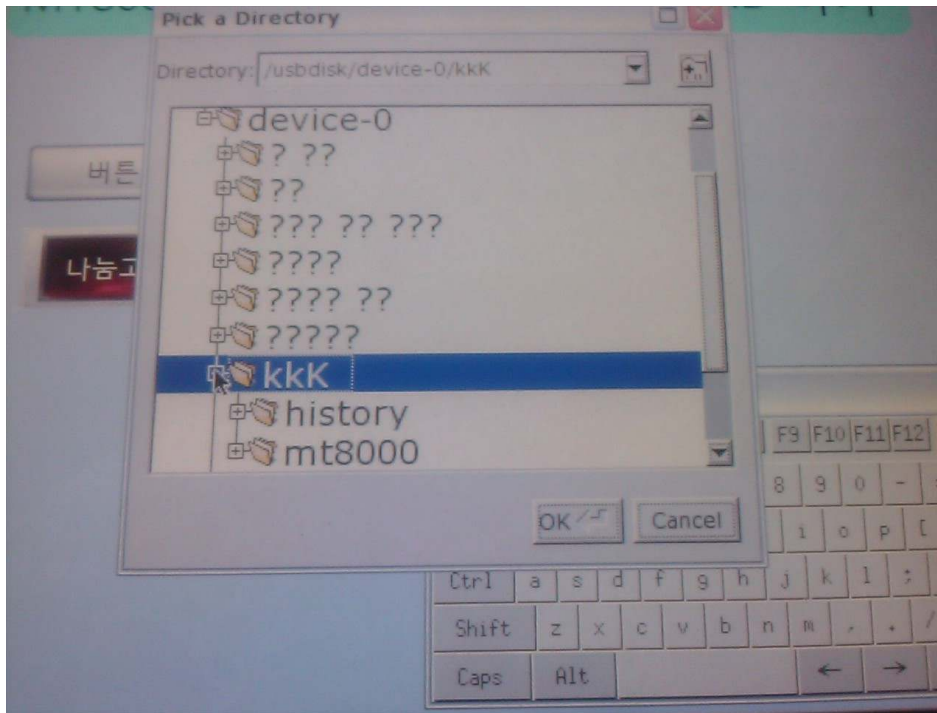 Pick a Directory
Directory: /usbdisk/device-0/kkK
device-0
? ??
??
버튼
??? ?? ???
????
나눔고
???? ??
?????
kkK
history
mt8000
F9 F10 F11 F12
8 9 0 -
OK Cancel
i o p [
Ctrl a s d f g h j k l ;
Shift z x c v b n m , . /
Caps Alt ← →